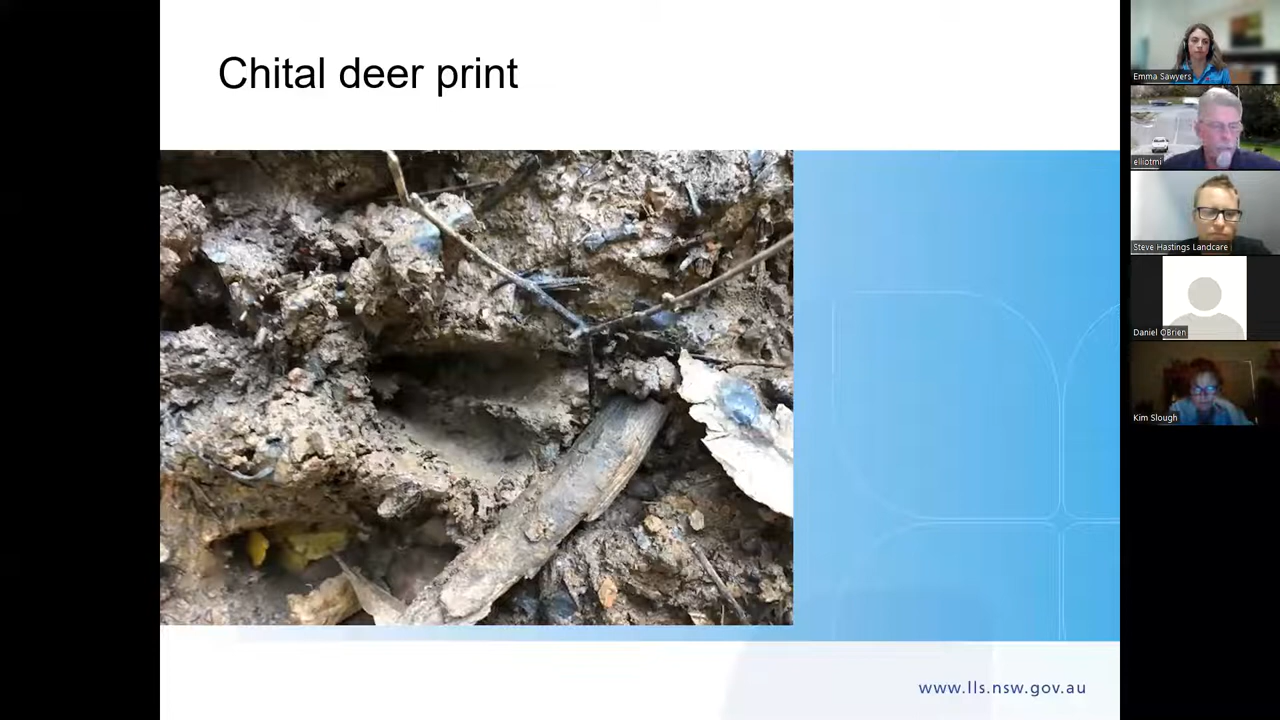 Chital deer print
Emma Sawyers
elliotmi
Steve Hastings Landcare
Daniel OBrien
Kim Slough
www.lls.nsw.gov.au